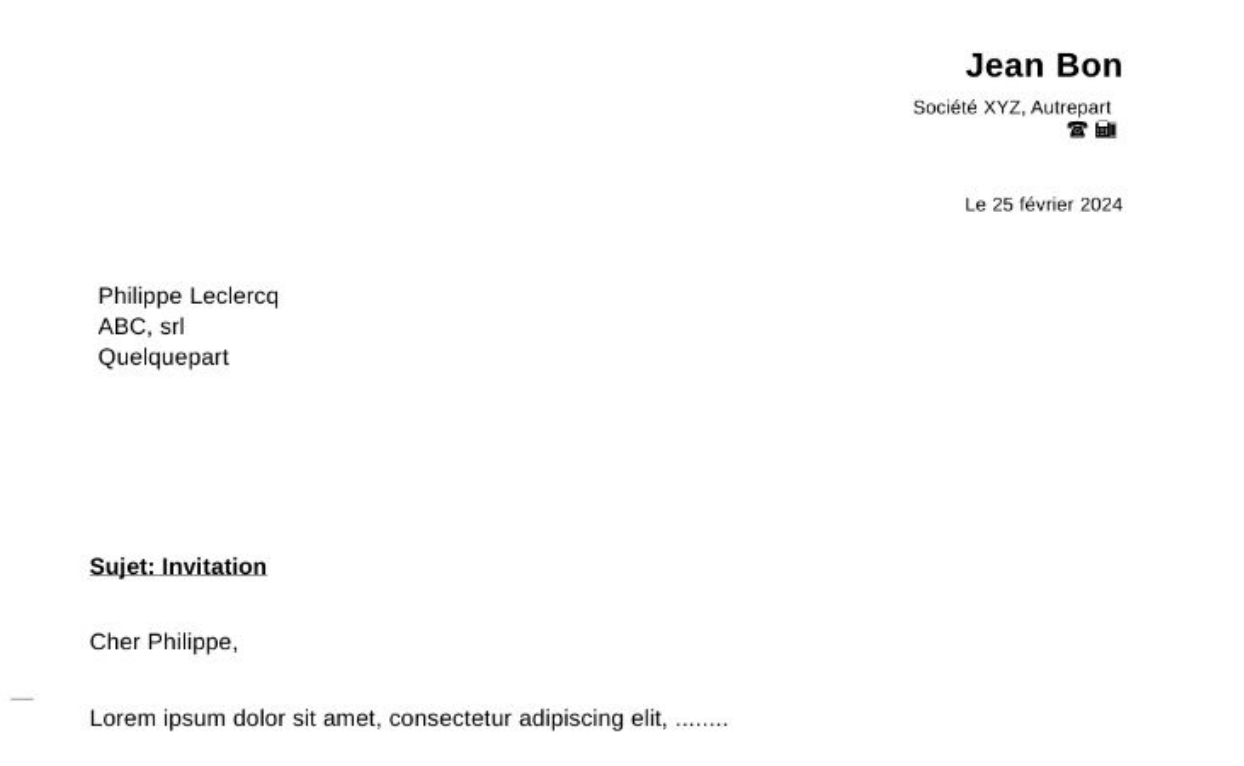 Jean Bon
Société XYZ, Autrepart
☎ 📠
Le 25 février 2024
Philippe Leclercq
ABC, srl
Quelquepart
Sujet: Invitation
Cher Philippe,
Lorem ipsum dolor sit amet, consectetur adipiscing elit, ........